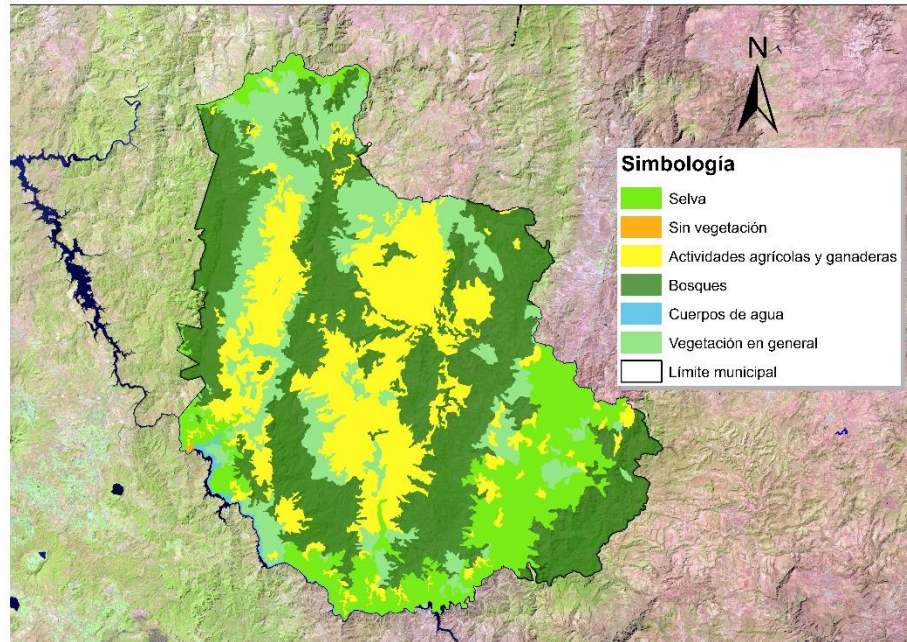 N
Simbología
Selva
Sin vegetación
Actividades agrícolas y ganaderas
Bosques
Cuerpos de agua
Vegetación en general
Límite municipal